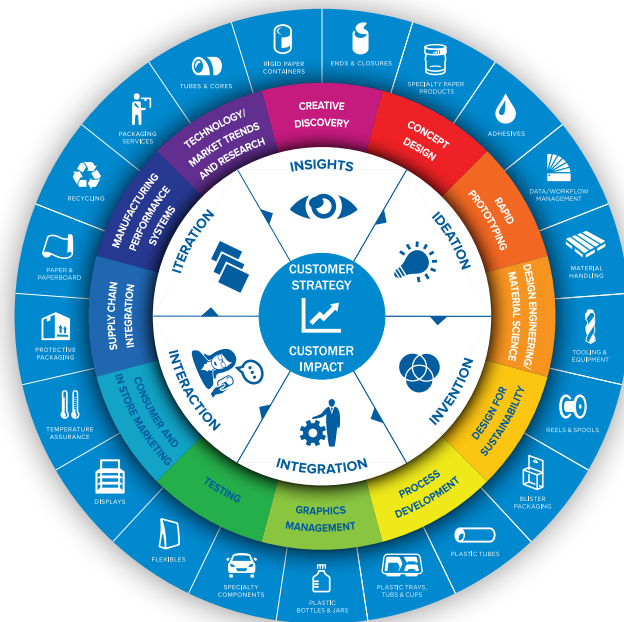 RIGID PAPER
CONTAINERS
ENDS & CLOSURES
SPECIALTY PAPER
PRODUCTS
ADHESIVES
DATA/WORKFLOW
MANAGEMENT
MATERIAL
HANDLING
TOOLING &
EQUIPMENT
REELS & SPOOLS
BLISTER
PACKAGING
PLASTIC TUBES
PLASTIC TRAYS,
TUBS & CUPS
PLASTIC
BOTTLES & JARS
SPECIALTY
COMPONENTS
FLEXIBLES
DISPLAYS
TEMPERATURE
ASSURANCE
PROTECTIVE
PACKAGING
PAPER &
PAPERBOARD
RECYCLING
PACKAGING
SERVICES
TUBES & CORES
CREATIVE
DISCOVERY
CONCEPT
DESIGN
RAPID
PROTOTYPING
DESIGN ENGINEERING/
MATERIAL SCIENCE
DESIGN FOR
SUSTAINABILITY
PROCESS
DEVELOPMENT
GRAPHICS
MANAGEMENT
TESTING
CONSUMER AND
IN STORE MARKETING
SUPPLY CHAIN
INTEGRATION
MANUFACTURING
PERFORMANCE
SYSTEMS
TECHNOLOGY/
MARKET TRENDS
AND RESEARCH
INSIGHTS
IDEATION
INVENTION
INTEGRATION
INTERACTION
ITERATION
CUSTOMER
STRATEGY
CUSTOMER
IMPACT